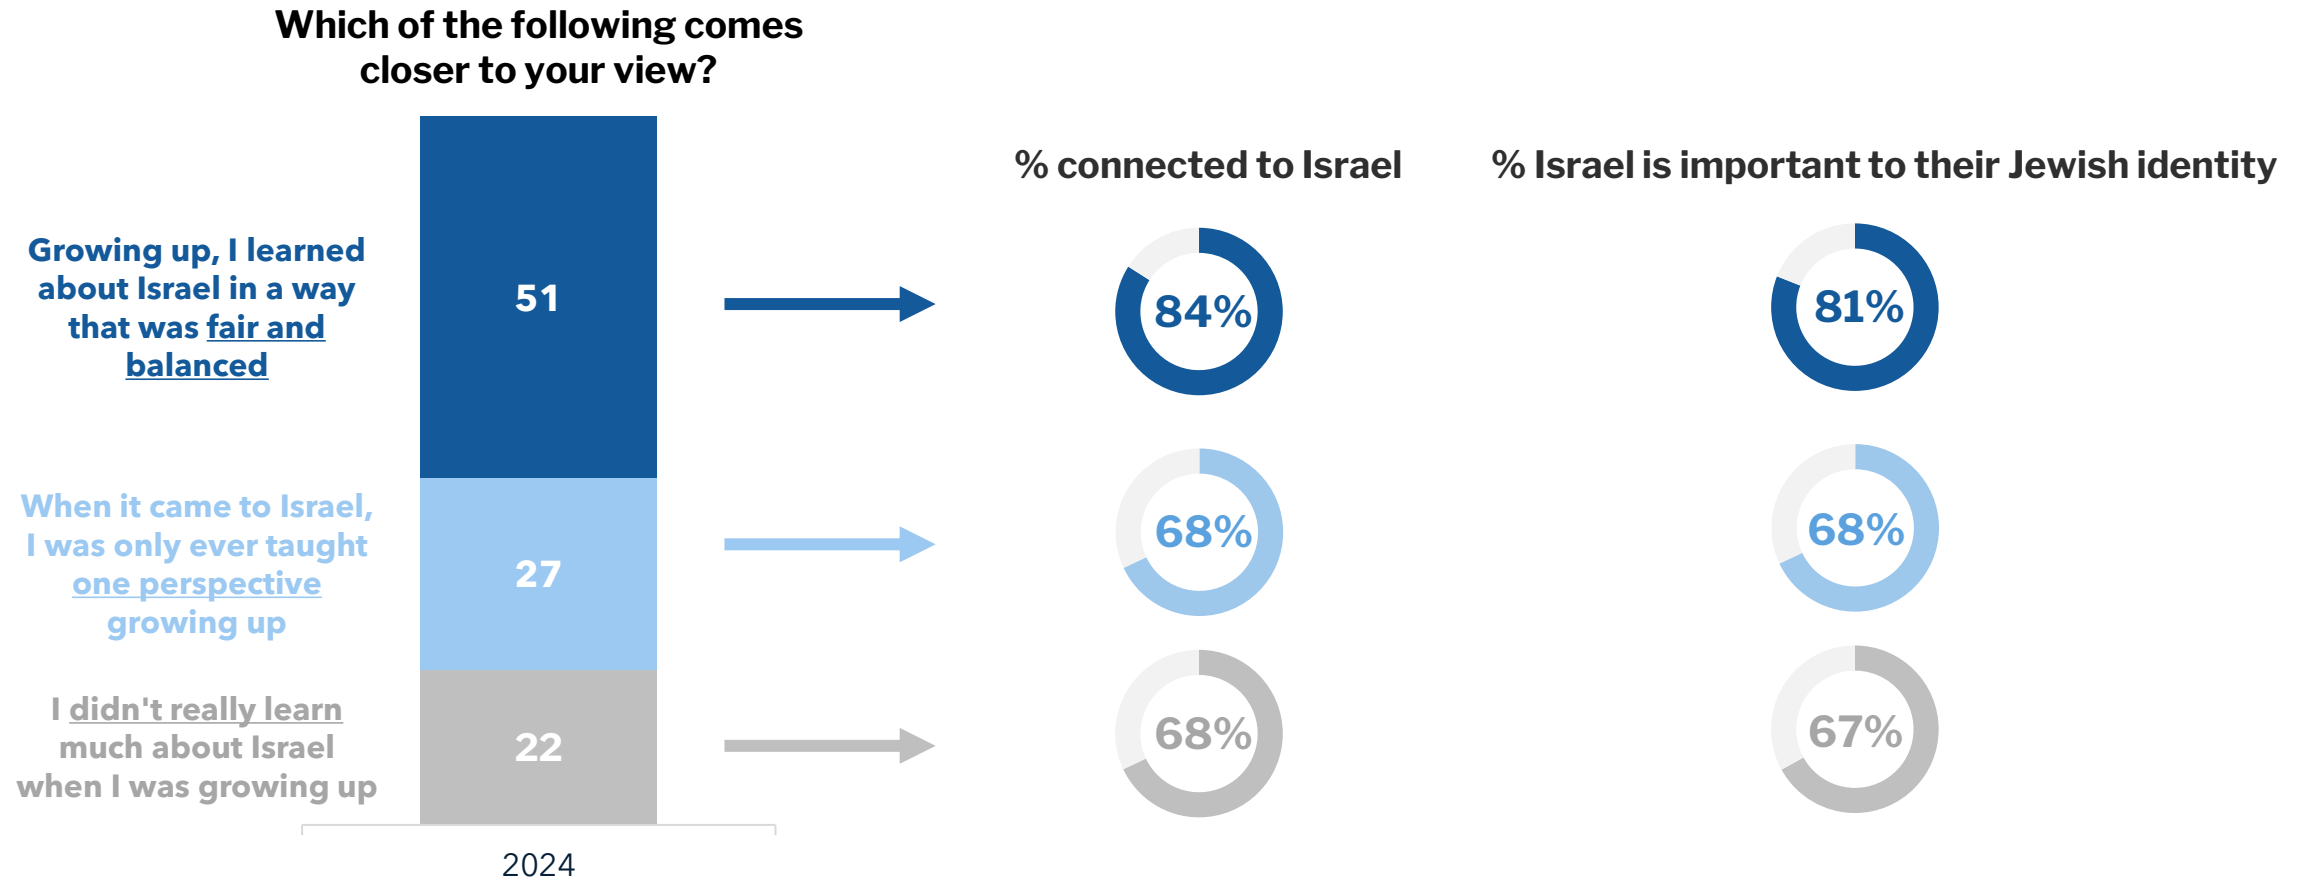 Which of the following comes
closer to your view?
% connected to Israel
% Israel is important to their Jewish identity
Growing up, I learned
about Israel in a way
that was fair and
balanced
51
84%
81%
When it came to Israel,
I was only ever taught
one perspective
growing up
27
68%
68%
I didn't really learn
much about Israel
when I was growing up
22
68%
67%
2024